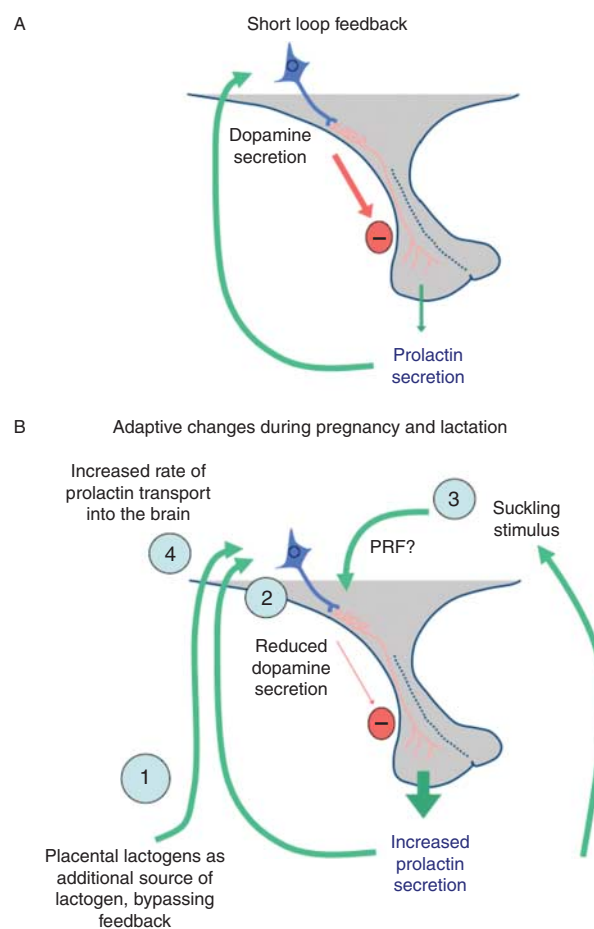 A
Short loop feedback
Dopamine
secretion
–
Prolactin
secretion
B
Adaptive changes during pregnancy and lactation
Increased rate of
prolactin transport
into the brain
4
3
Suckling
stimulus
PRF?
2
Reduced
dopamine
secretion
–
1
Placental lactogens as
additional source of
lactogen, bypassing
feedback
Increased
prolactin
secretion